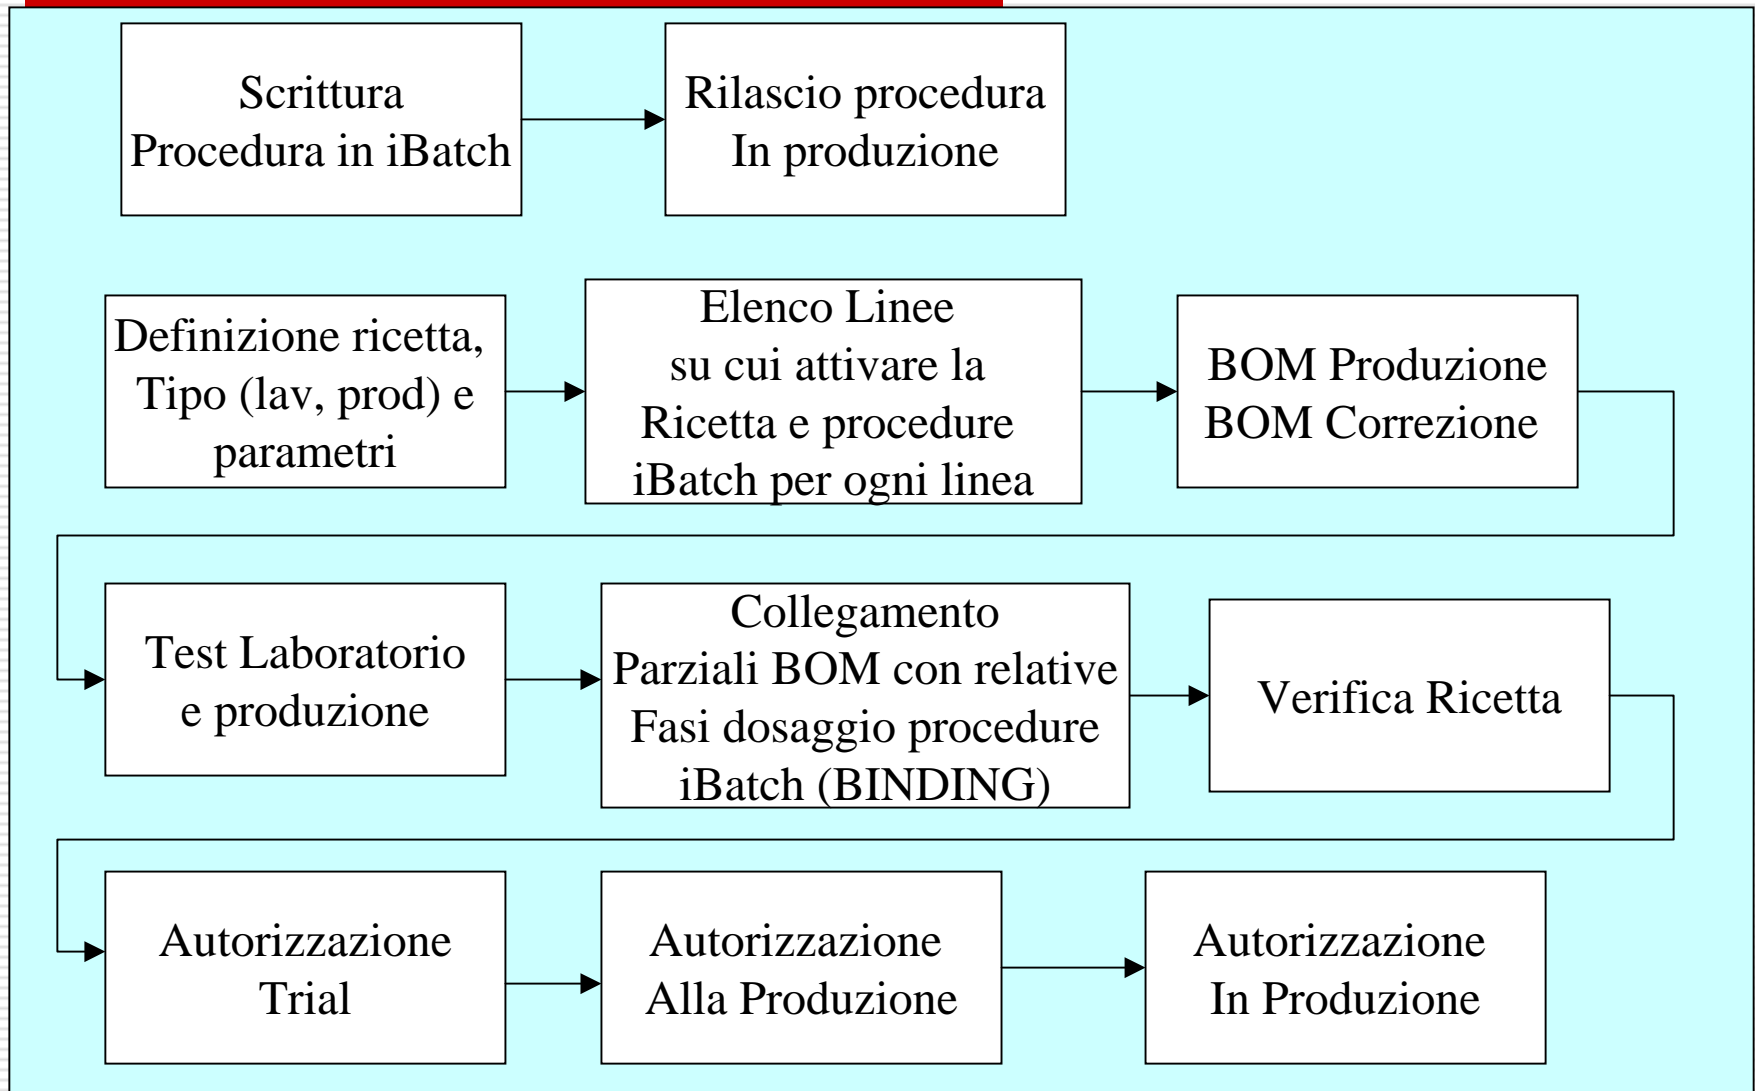 Scrittura
Procedura in iBatch
Rilascio procedura
In produzione
Definizione ricetta,
Tipo (lav, prod) e
parametri
Elenco Linee
su cui attivare la
Ricetta e procedure
iBatch per ogni linea
BOM Produzione
BOM Correzione
Test Laboratorio
e produzione
Collegamento
Parziali BOM con relative
Fasi dosaggio procedure
iBatch (BINDING)
Verifica Ricetta
Autorizzazione
Trial
Autorizzazione
Alla Produzione
Autorizzazione
In Produzione